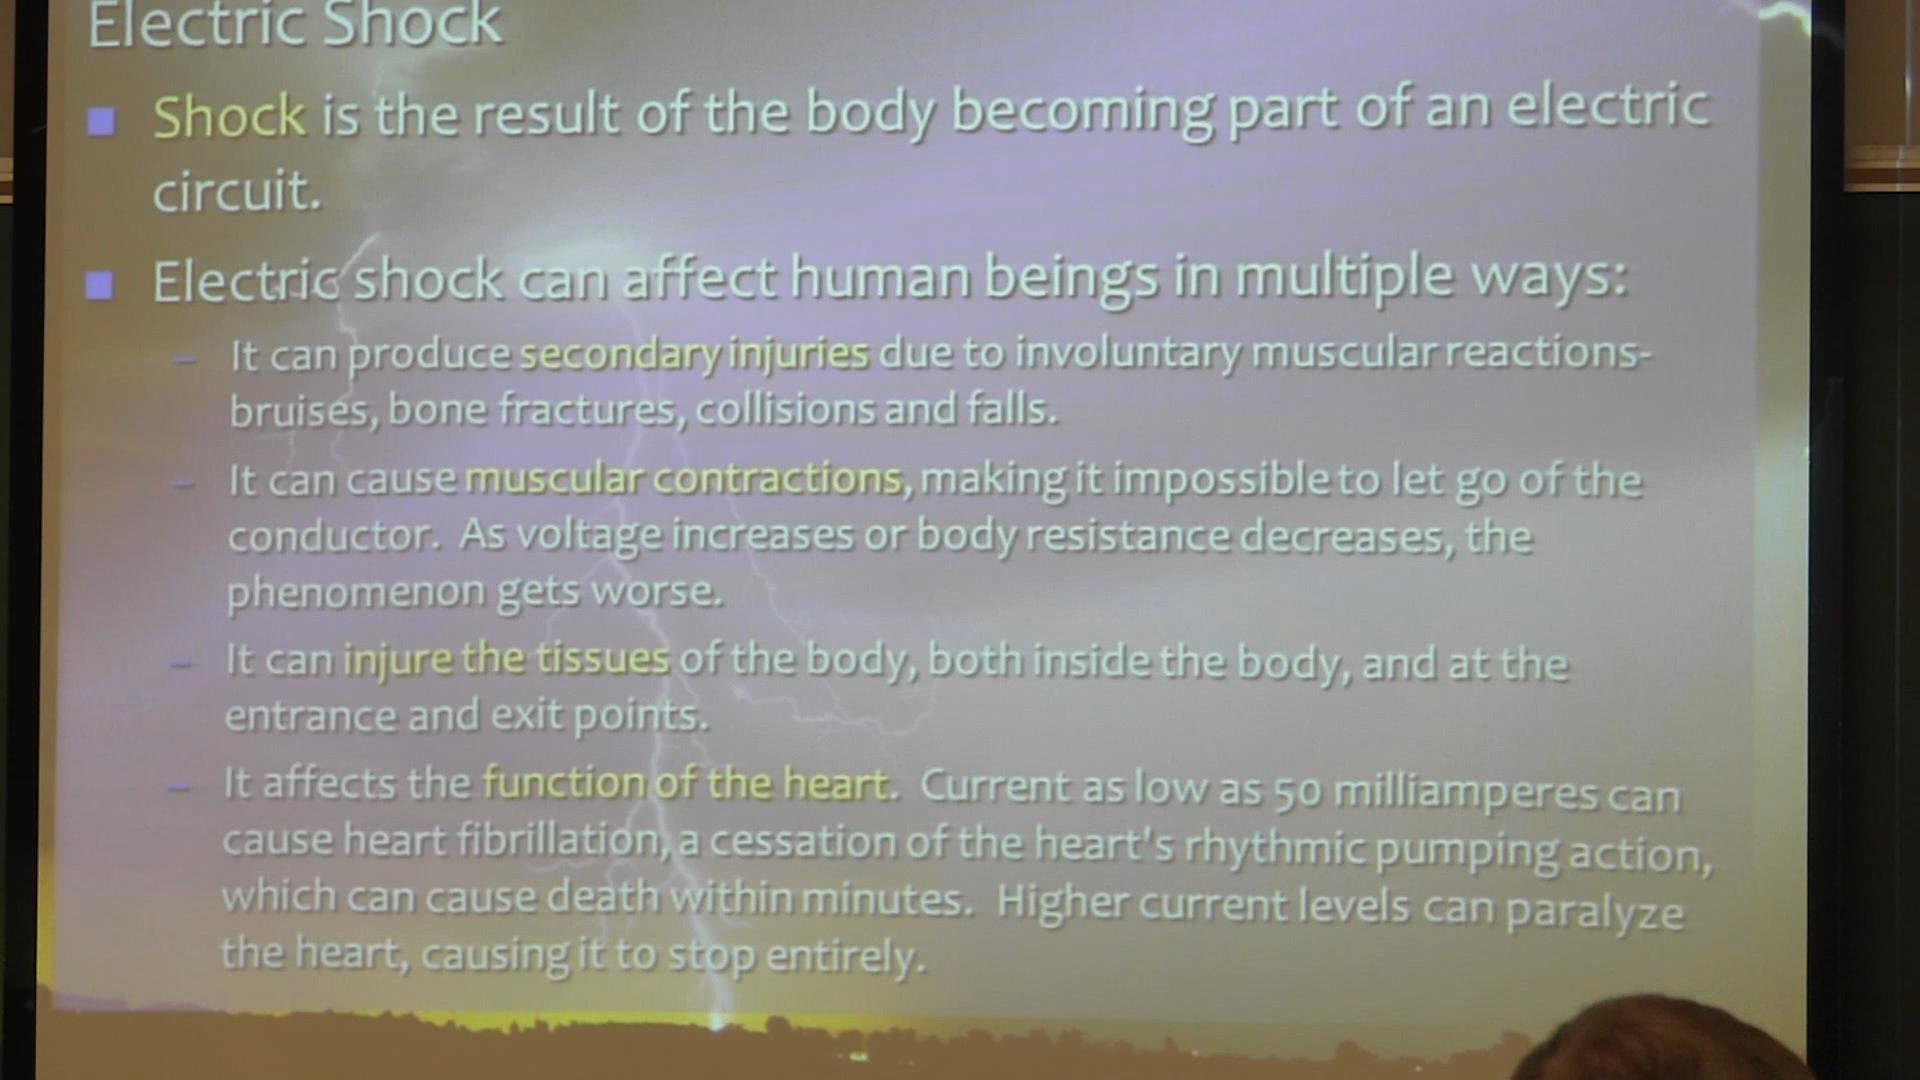 Electric Shock
Shock is the result of the body becoming part of an electric
circuit.
Electric shock can affect human beings in multiple ways:
– It can produce secondary injuries due to involuntary muscular reactions-
bruises, bone fractures, collisions and falls.
– It can cause muscular contractions, making it impossible to let go of the
conductor. As voltage increases or body resistance decreases, the
phenomenon gets worse.
– It can injure the tissues of the body, both inside the body, and at the
entrance and exit points.
– It affects the function of the heart. Current as low as 50 milliamperes can
cause heart fibrillation, a cessation of the heart's rhythmic pumping action,
which can cause death within minutes. Higher current levels can paralyze
the heart, causing it to stop entirely.